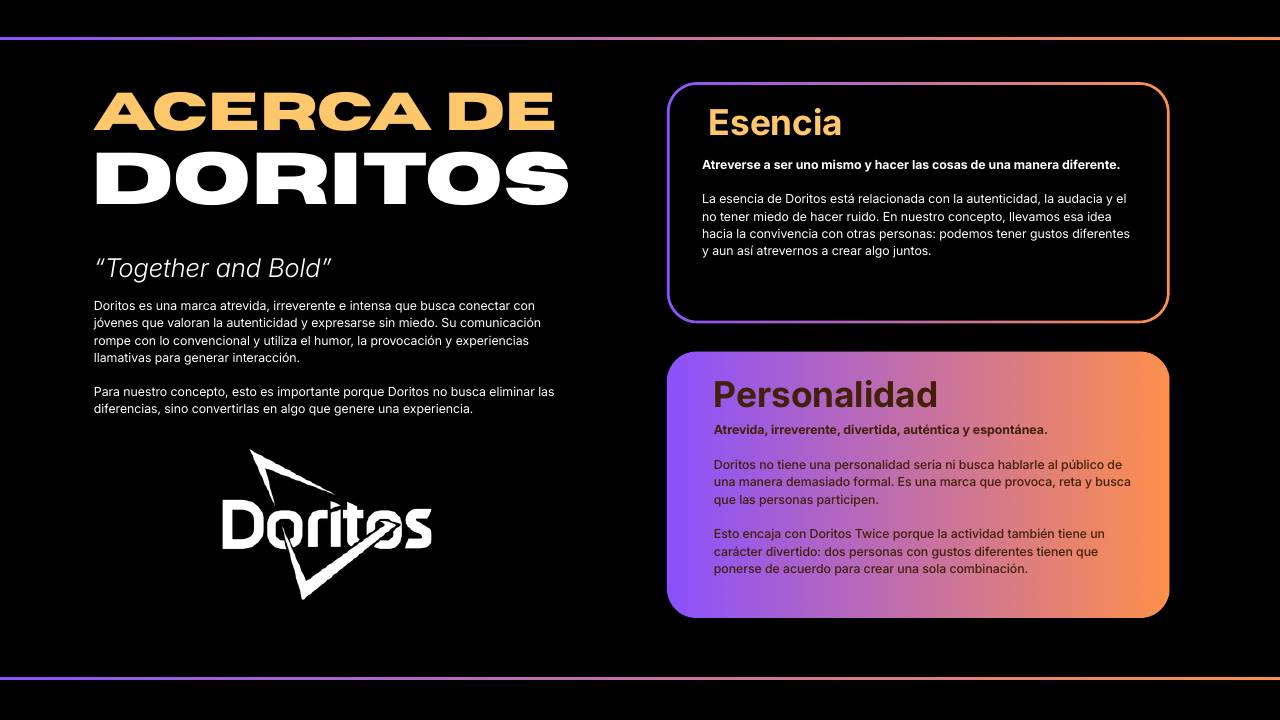 ACERCA DE
DORITOS
“Together and Bold”
Doritos es una marca atrevida, irreverente e intensa que busca conectar con
jóvenes que valoran la autenticidad y expresarse sin miedo. Su comunicación
rompe con lo convencional y utiliza el humor, la provocación y experiencias
llamativas para generar interacción.
Para nuestro concepto, esto es importante porque Doritos no busca eliminar las
diferencias, sino convertirlas en algo que genere una experiencia.
Doritos
Esencia
Atreverse a ser uno mismo y hacer las cosas de una manera diferente.
La esencia de Doritos está relacionada con la autenticidad, la audacia y el
no tener miedo de hacer ruido. En nuestro concepto, llevamos esa idea
hacia la convivencia con otras personas: podemos tener gustos diferentes
y aun así atrevernos a crear algo juntos.
Personalidad
Atrevida, irreverente, divertida, auténtica y espontánea.
Doritos no tiene una personalidad seria ni busca hablarle al público de
una manera demasiado formal. Es una marca que provoca, reta y busca
que las personas participen.
Esto encaja con Doritos Twice porque la actividad también tiene un
carácter divertido: dos personas con gustos diferentes tienen que
ponerse de acuerdo para crear una sola combinación.